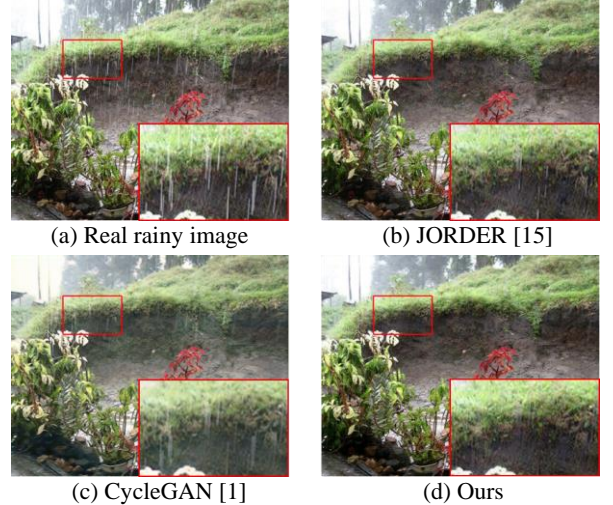 (a) Real rainy image
(b) JORDER [15]
(c) CycleGAN [1]
(d) Ours